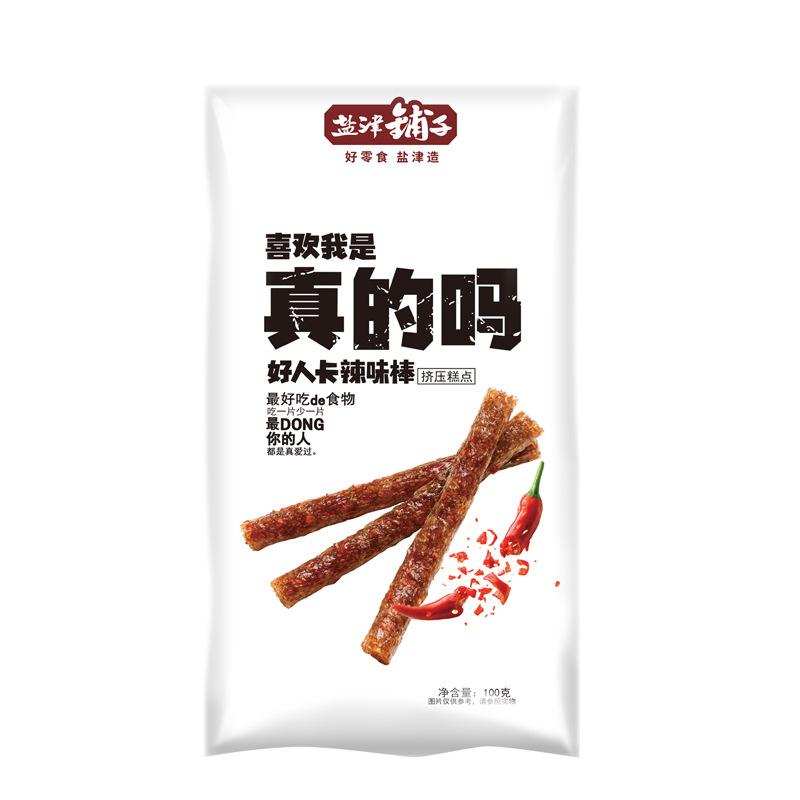 盐津铺子
好零食 盐津造
喜欢我是
真的吗
好人卡辣味棒 挤压糕点
最好吃de食物
吃一片少一片
最DONG
你的人
都是真爱过。
净含量：100克
图片仅供参考，请参照实物